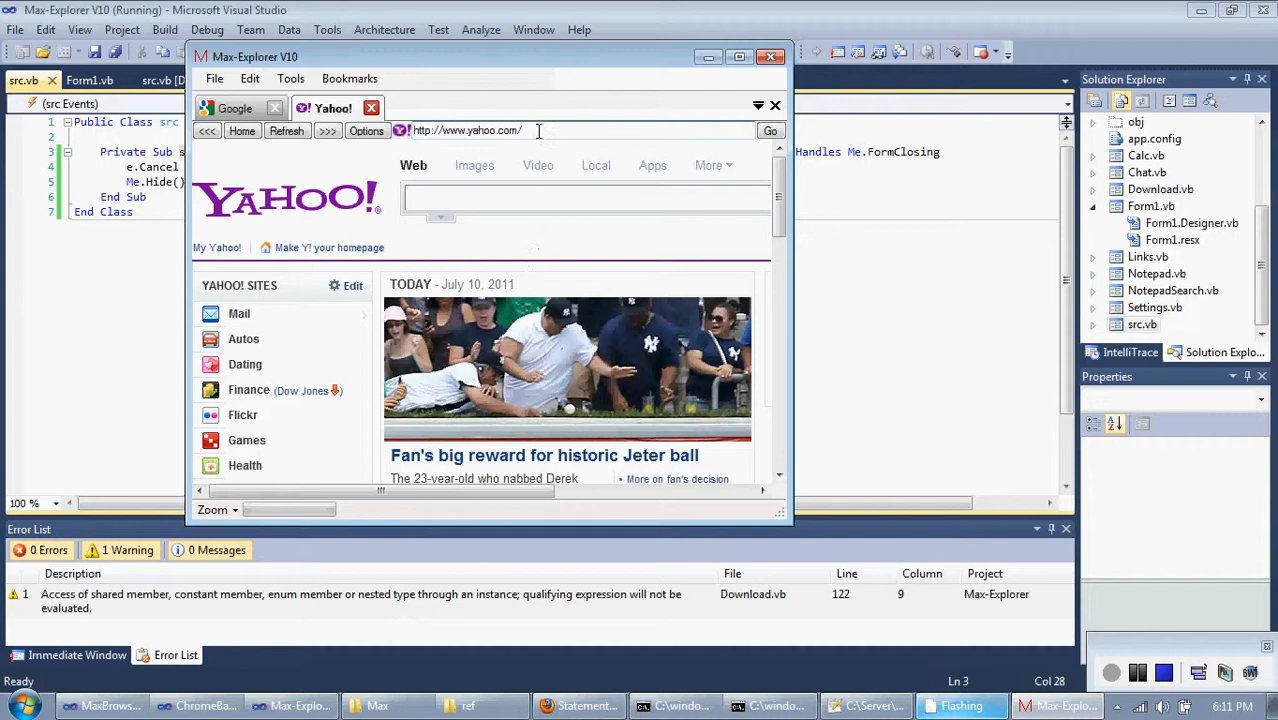 Max-Explorer V10 (Running) - Microsoft Visual Studio
File Edit View Project Build Debug Team Data Tools Architecture Test Analyze Window Help
Max-Explorer V10
File Edit Tools Bookmarks
src.vb Form1.vb src.vb [D
Google Yahoo!
(src Events)
<<< Home Refresh >>> Options http://www.yahoo.com/ Go
1 Public Class src
2
3 Private Sub s
Handles Me.FormClosing
4 e.Cancel
5 Me.Hide()
6 End Sub
7 End Class
Web Images Video Local Apps More
YAHOO!®
My Yahoo! Make Y! your homepage
YAHOO! SITES Edit
Mail
Autos
Dating
Finance (Dow Jones
Flickr
Games
Health
TODAY - July 10, 2011
Fan's big reward for historic Jeter ball
The 23-year-old who nabbed Derek
• More on fan's decision
Zoom
100 %
Solution Explorer
obj
app.config
Calc.vb
Chat.vb
Download.vb
Form1.vb
Form1.Designer.vb
Form1.resx
Links.vb
Notepad.vb
NotepadSearch.vb
Settings.vb
src.vb
IntelliTrace Solution Explo...
Properties
Error List
0 Errors 1 Warning 0 Messages
Description File Line Column Project
1 Access of shared member, constant member, enum member or nested type through an instance; qualifying expression will not be evaluated. Download.vb 122 9 Max-Explorer
Immediate Window Error List
Ready Ln 3 Col 28
MaxBrows... ChromeBa... Max-Explo... Max ref Statement... C:\windo... C:\windo... C:\Server\... Flashing Max-Explo... 6:11 PM